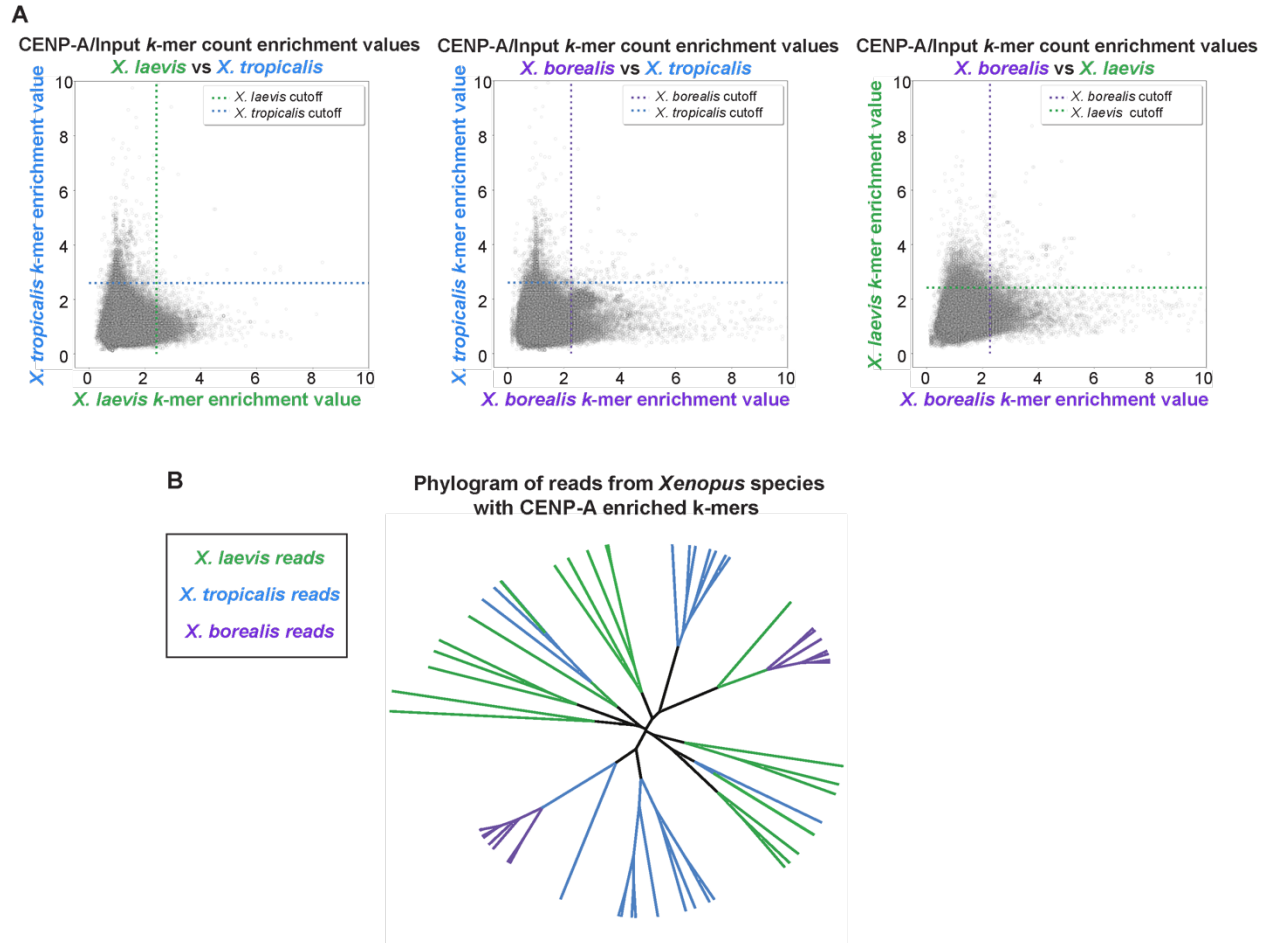 A
CENP-A/Input k-mer count enrichment values
X. laevis vs X. tropicalis
X. tropicalis k-mer enrichment value
10
8
6
4
2
0
X. laevis cutoff
X. tropicalis cutoff
0 2 4 6 8 10
X. laevis k-mer enrichment value
CENP-A/Input k-mer count enrichment values
X. borealis vs X. tropicalis
X. tropicalis k-mer enrichment value
10
8
6
4
2
0
X. borealis cutoff
X. tropicalis cutoff
0 2 4 6 8 10
X. borealis k-mer enrichment value
CENP-A/Input k-mer count enrichment values
X. borealis vs X. laevis
X. laevis k-mer enrichment value
10
8
6
4
2
0
X. borealis cutoff
X. laevis cutoff
0 2 4 6 8 10
X. borealis k-mer enrichment value
B
Phylogram of reads from Xenopus species
with CENP-A enriched k-mers
X. laevis reads
X. tropicalis reads
X. borealis reads